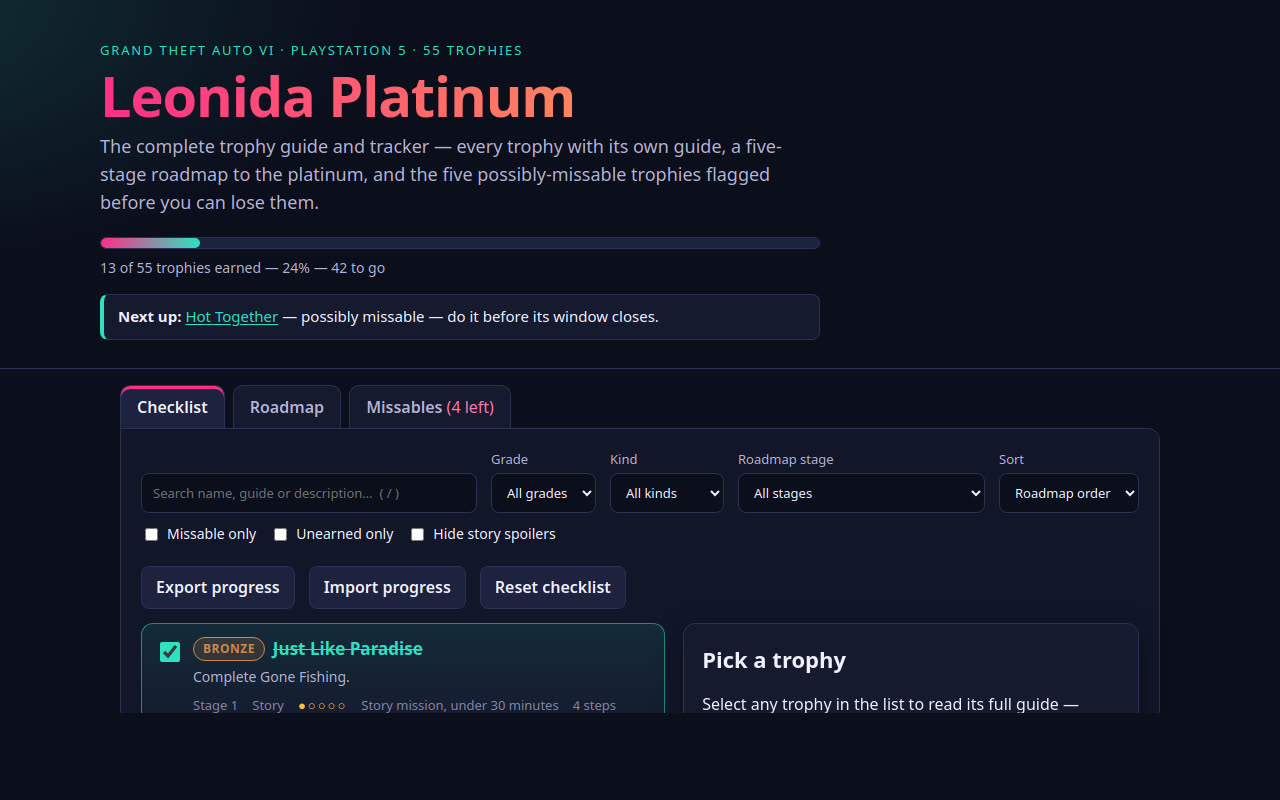 GRAND THEFT AUTO VI · PLAYSTATION 5 · 55 TROPHIES
Leonida Platinum
The complete trophy guide and tracker — every trophy with its own guide, a five-
stage roadmap to the platinum, and the five possibly-missable trophies flagged
before you can lose them.
13 of 55 trophies earned — 24% — 42 to go
Next up: Hot Together — possibly missable — do it before its window closes.
Checklist Roadmap Missables (4 left)
Grade Kind Roadmap stage Sort
Search name, guide or description… ( / ) All grades All kinds All stages Roadmap order
Missable only Unearned only Hide story spoilers
Export progress Import progress Reset checklist
BRONZE Just Like Paradise
Complete Gone Fishing.
Stage 1 Story ●○○○○ Story mission, under 30 minutes 4 steps
Pick a trophy
Select any trophy in the list to read its full guide —